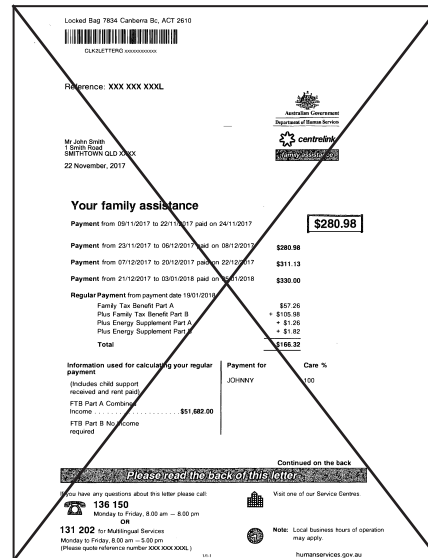 Locked Bag 7834 Canberra Bc, ACT 2610
CLK2LETTERG xxxxxxxxxxx
Reference: XXX XXX XXXL
Australian Government
Department of Human Services
centrelink
family assistance
Mr John Smith
1 Smith Road
SMITHTOWN QLD XXXX
22 November, 2017
Your family assistance
Payment from 09/11/2017 to 22/11/2017 paid on 24/11/2017 $280.98
Payment from 23/11/2017 to 06/12/2017 paid on 08/12/2017 $280.98
Payment from 07/12/2017 to 20/12/2017 paid on 22/12/2017 $311.13
Payment from 21/12/2017 to 03/01/2018 paid on 05/01/2018 $330.00
Regular Payment from payment date 19/01/2018
Family Tax Benefit Part A $57.26
Plus Family Tax Benefit Part B + $105.98
Plus Energy Supplement Part A + $1.26
Plus Energy Supplement Part B + $1.82
Total $166.32
Information used for calculating your regular
payment
Payment for Care %
(Includes child support
received and rent paid)
JOHNNY 100
FTB Part A Combined
Income . . . . . . . . . . . . . . . . . . . . $51,682.00
FTB Part B No Income
required
Continued on the back
Please read the back of this letter
If you have any questions about this letter please call:
136 150
Monday to Friday, 8.00 am — 8.00 pm
OR
131 202 for Multilingual Services
Monday to Friday, 8.00 am — 5.00 pm
(Please quote reference number XXX XXX XXXL )
Visit one of our Service Centres.
Note: Local business hours of operation
may apply.
humanservices.gov.au